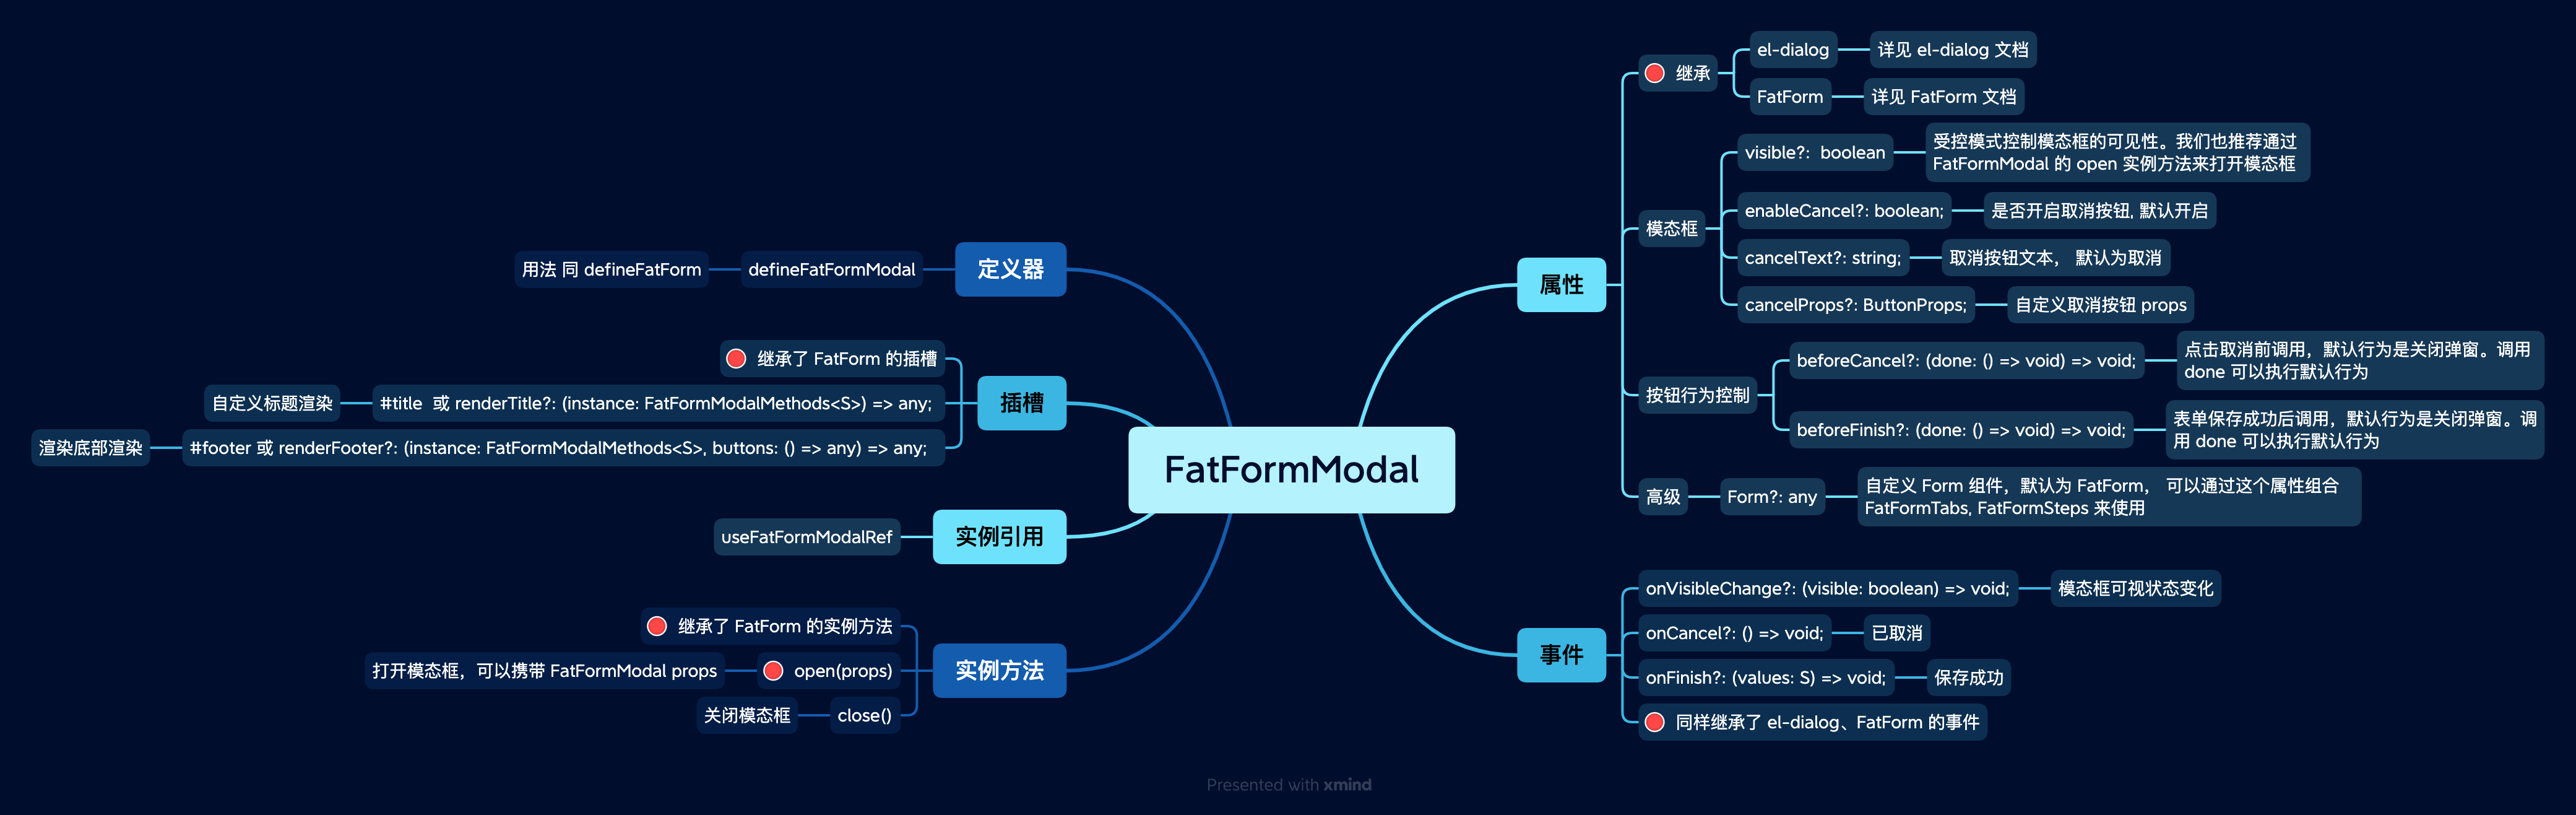 FatFormModal
属性
继承
el-dialog
详见 el-dialog 文档
FatForm
详见 FatForm 文档
模态框
visible?:  boolean
受控模式控制模态框的可见性。我们也推荐通过
FatFormModal 的 open 实例方法来打开模态框
enableCancel?: boolean;
是否开启取消按钮, 默认开启
cancelText?: string;
取消按钮文本， 默认为取消
cancelProps?: ButtonProps;
自定义取消按钮 props
按钮行为控制
beforeCancel?: (done: () => void) => void;
点击取消前调用，默认行为是关闭弹窗。调用
done 可以执行默认行为
beforeFinish?: (done: () => void) => void;
表单保存成功后调用，默认行为是关闭弹窗。调
用 done 可以执行默认行为
高级
Form?: any
自定义 Form 组件，默认为 FatForm， 可以通过这个属性组合
FatFormTabs, FatFormSteps 来使用
事件
onVisibleChange?: (visible: boolean) => void;
模态框可视状态变化
onCancel?: () => void;
已取消
onFinish?: (values: S) => void;
保存成功
同样继承了 el-dialog、FatForm 的事件
定义器
defineFatFormModal
用法 同 defineFatForm
插槽
继承了 FatForm 的插槽
#title  或 renderTitle?: (instance: FatFormModalMethods<S>) => any;
自定义标题渲染
#footer 或 renderFooter?: (instance: FatFormModalMethods<S>, buttons: () => any) => any;
渲染底部渲染
实例引用
useFatFormModalRef
实例方法
继承了 FatForm 的实例方法
open(props)
打开模态框，可以携带 FatFormModal props
close()
关闭模态框
Presented with xmind